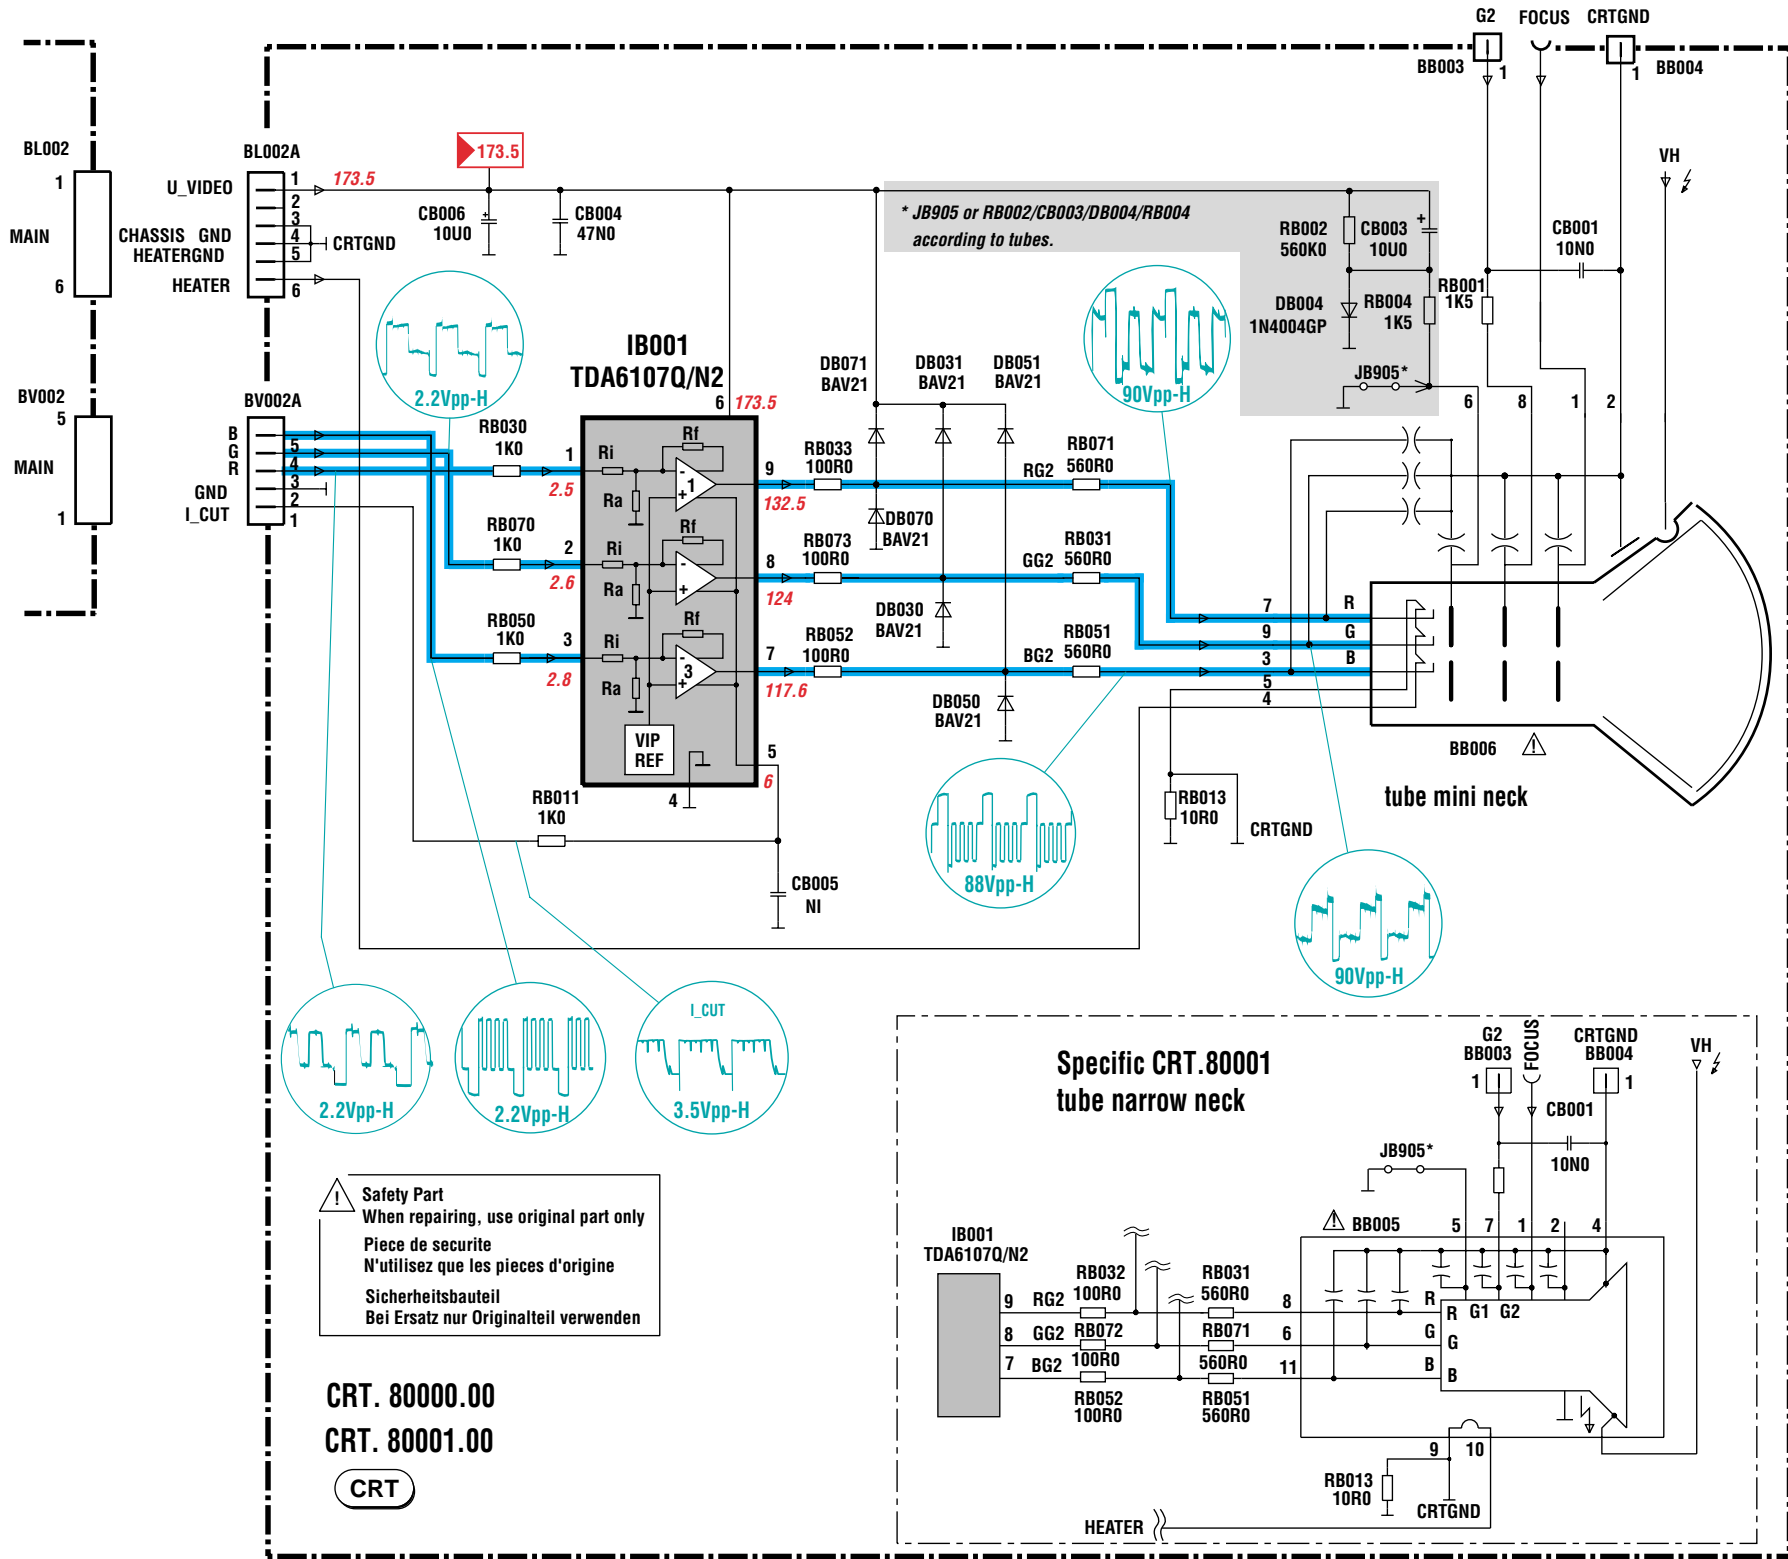 G2 FOCUS CRTGND
BB003 1 1 BB004
BL002
1
MAIN
6
BL002A
U_VIDEO 1 173.5
2
3
CHASSIS GND 4 CRTGND
HEATERGND 5
HEATER 6
173.5
CB006
10U0
CB004
47N0
* JB905 or RB002/CB003/DB004/RB004
according to tubes.
RB002
560K0
CB003
10U0
DB004
1N4004GP
RB004
1K5
JB905*
RB001
1K5
CB001
10N0
VH
6 8 1 2
BV002
5
MAIN
1
BV002A
B
G 5
R 4
3
GND 2
I_CUT 1
2.2Vpp-H
IB001
TDA6107Q/N2
6 173.5
RB030
1K0
1
2.5
RB070
1K0
2
2.6
RB050
1K0
3
2.8
Ri Rf
Ra
- + 1
Ri Rf
Ra
- +
Ri Rf
Ra
- + 3
VIP
REF
4
5
6
9
132.5
8
124
7
117.6
DB071
BAV21
DB031
BAV21
DB051
BAV21
RB033
100R0
DB070
BAV21
RB073
100R0
DB030
BAV21
RB052
100R0
DB050
BAV21
90Vpp-H
RG2
RB071
560R0
GG2
RB031
560R0
BG2
RB051
560R0
7 R
9 G
3 B
5
4
BB006
tube mini neck
RB013
10R0
CRTGND
RB011
1K0
CB005
NI
88Vpp-H
90Vpp-H
2.2Vpp-H
2.2Vpp-H
I_CUT
3.5Vpp-H
Safety Part
When repairing, use original part only
Piece de securite
N'utilisez que les pieces d'origine
Sicherheitsbauteil
Bei Ersatz nur Originalteil verwenden
CRT. 80000.00
CRT. 80001.00
CRT
Specific CRT.80001
tube narrow neck
G2
BB003
1
FOCUS
CRTGND
BB004
1
VH
CB001
10N0
JB905*
BB005
5 7 1 2 4
IB001
TDA6107Q/N2
9 RG2
RB032
100R0
RB031
560R0
8 R R G1 G2
8 GG2 RB072
100R0
RB071
560R0
6 G G
7 BG2
RB052
100R0
RB051
560R0
11 B B
9 10
RB013
10R0
CRTGND
HEATER